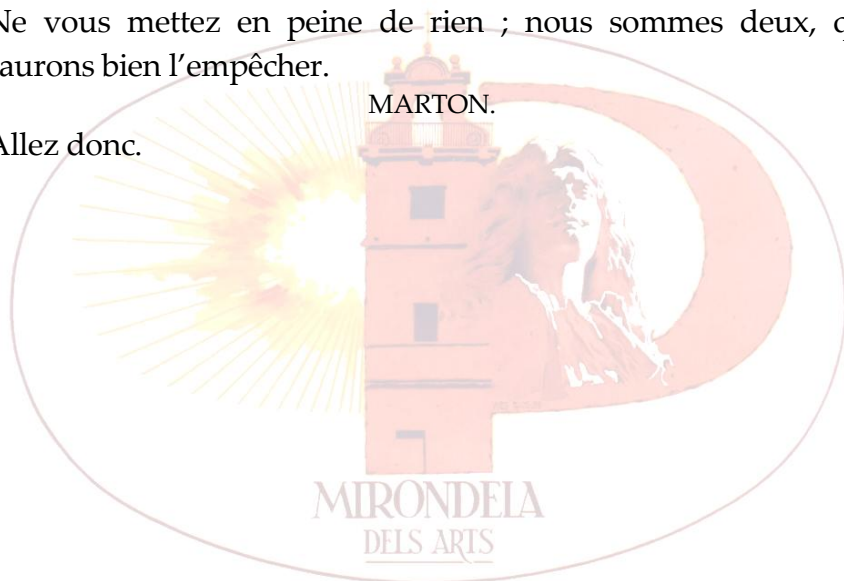 Ne vous mettez en peine de rien ; nous sommes deux, q
aurons bien l’empêcher.
MARTON.
Allez donc.
MIRONDELA
DELS ARTS